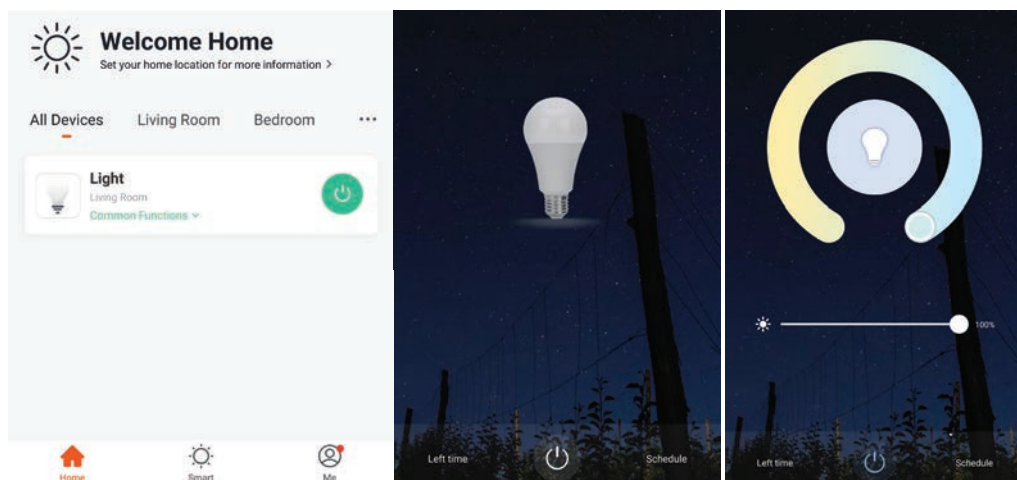 Welcome Home
Set your home location for more information >
All Devices Living Room Bedroom •••
Light
Living Room
Common Functions
Home Smart Me
Left time Schedule
100%
Left time Schedule